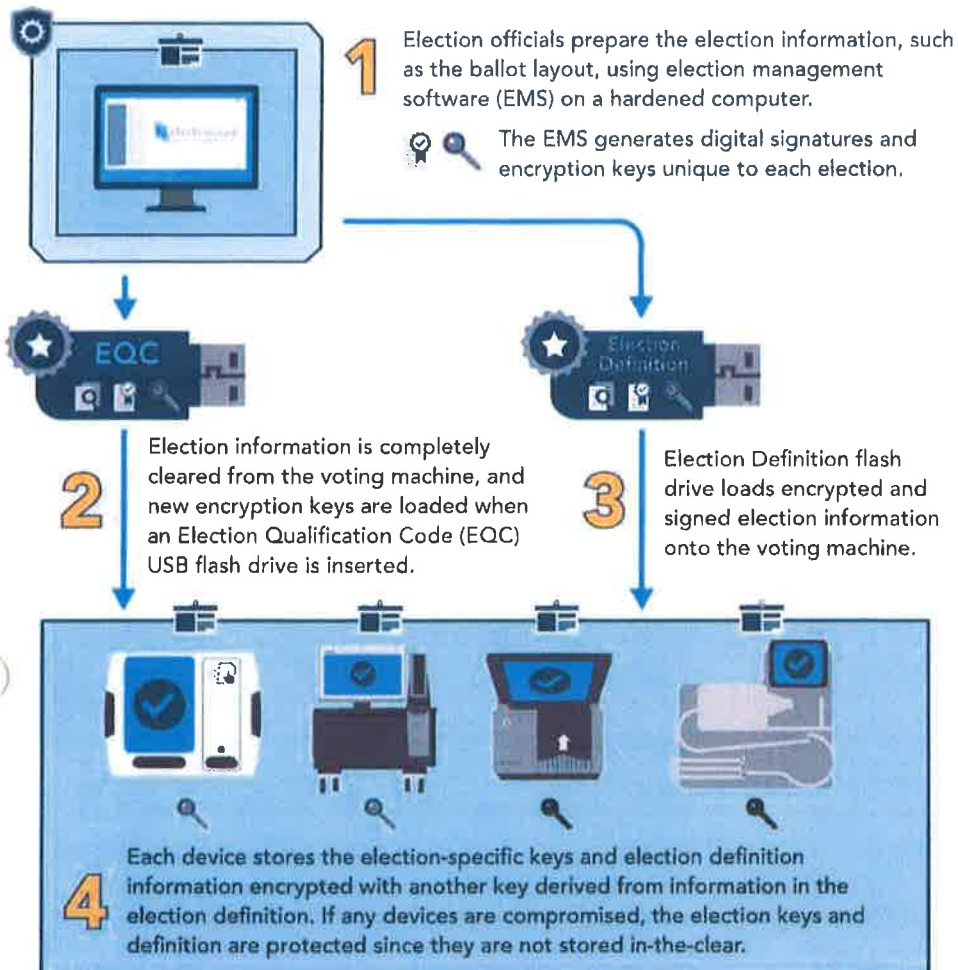 1
Election officials prepare the election information, such
as the ballot layout, using election management
software (EMS) on a hardened computer.
The EMS generates digital signatures and
encryption keys unique to each election.
EQC
Election
Definition
2
Election information is completely
cleared from the voting machine, and
new encryption keys are loaded when
an Election Qualification Code (EQC)
USB flash drive is inserted.
3
Election Definition flash
drive loads encrypted and
signed election information
onto the voting machine.
4
Each device stores the election-specific keys and election definition
information encrypted with another key derived from information in the
election definition. If any devices are compromised, the election keys and
definition are protected since they are not stored in-the-clear.